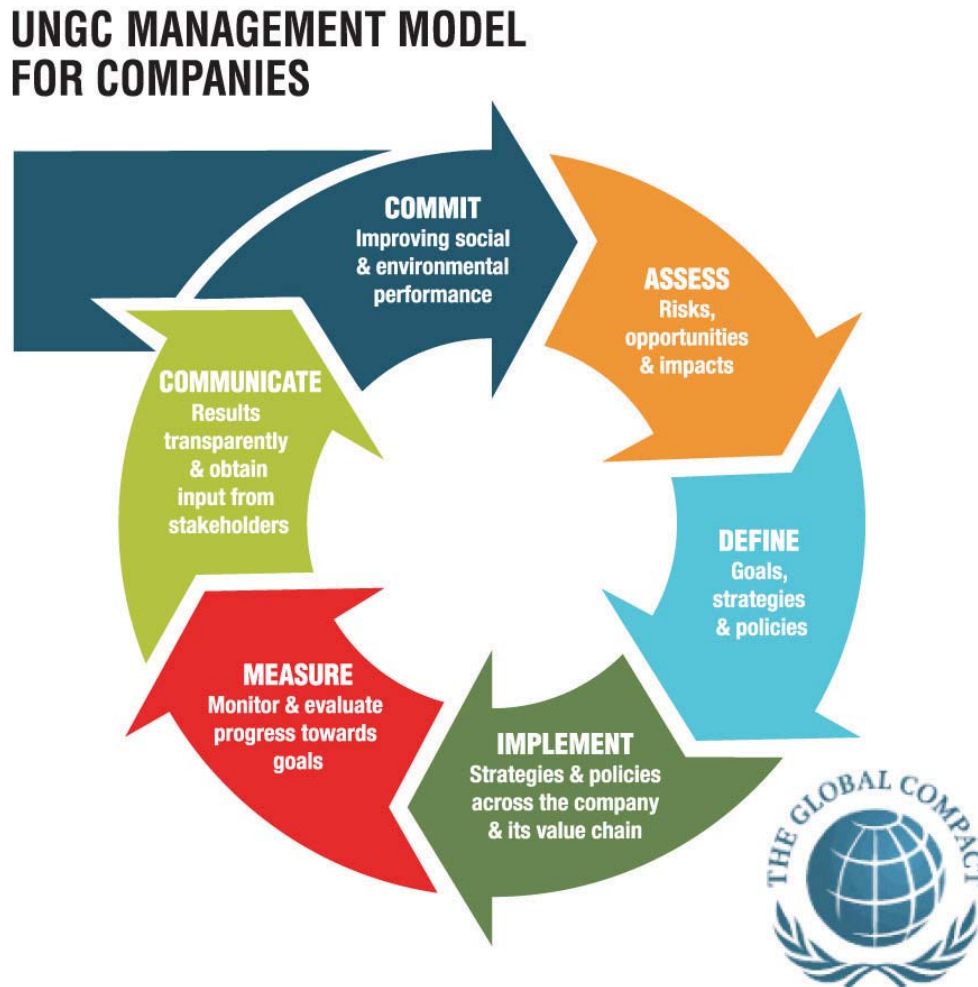 UNGC MANAGEMENT MODEL
FOR COMPANIES
COMMIT
Improving social
& environmental
performance
ASSESS
Risks,
opportunities
& impacts
DEFINE
Goals,
strategies
& policies
IMPLEMENT
Strategies & policies
across the company
& its value chain
MEASURE
Monitor & evaluate
progress towards
goals
COMMUNICATE
Results
transparently
& obtain
input from
stakeholders
THE GLOBAL COMPACT